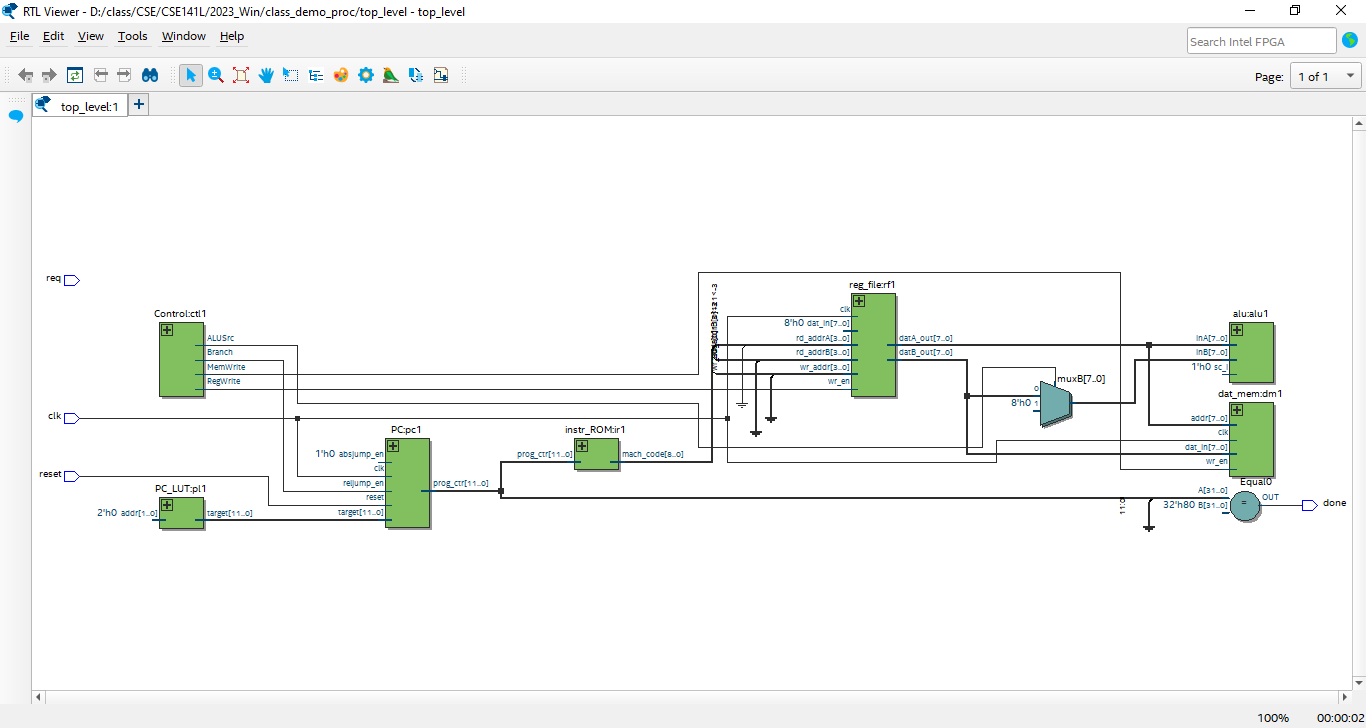 RTL Viewer - D:/class/CSE/CSE141L/2023_Win/class_demo_proc/top_level - top_level
File Edit View Tools Window Help
Search Intel FPGA
Page: 1 of 1
top_level:1
req
reg_file:rf1
clk
8'h0 dat_in[7..0]
rd_addrA[3..0]
rd_addrB[3..0]
wr_addr[3..0]
wr_en
datA_out[7..0]
datB_out[7..0]
Control:ctl1
ALUSrc
Branch
MemWrite
RegWrite
alu:alu1
inA[7..0]
inB[7..0]
1'h0 sc_i
muxB[7..0]
0
8'h0 1
dat_mem:dm1
addr[7..0]
clk
dat_in[7..0]
wr_en
clk
PC:pc1
1'h0 absjump_en
clk
reljump_en
reset
target[11..0]
prog_ctr[11..0]
instr_ROM:ir1
prog_ctr[11..0]
mach_code[8..0]
reset
PC_LUT:pl1
2'h0 addr[1..0]
target[11..0]
11:0
Equal0
A[31..0]
32'h80 B[31..0]
=
OUT
done
100% 00:00:02